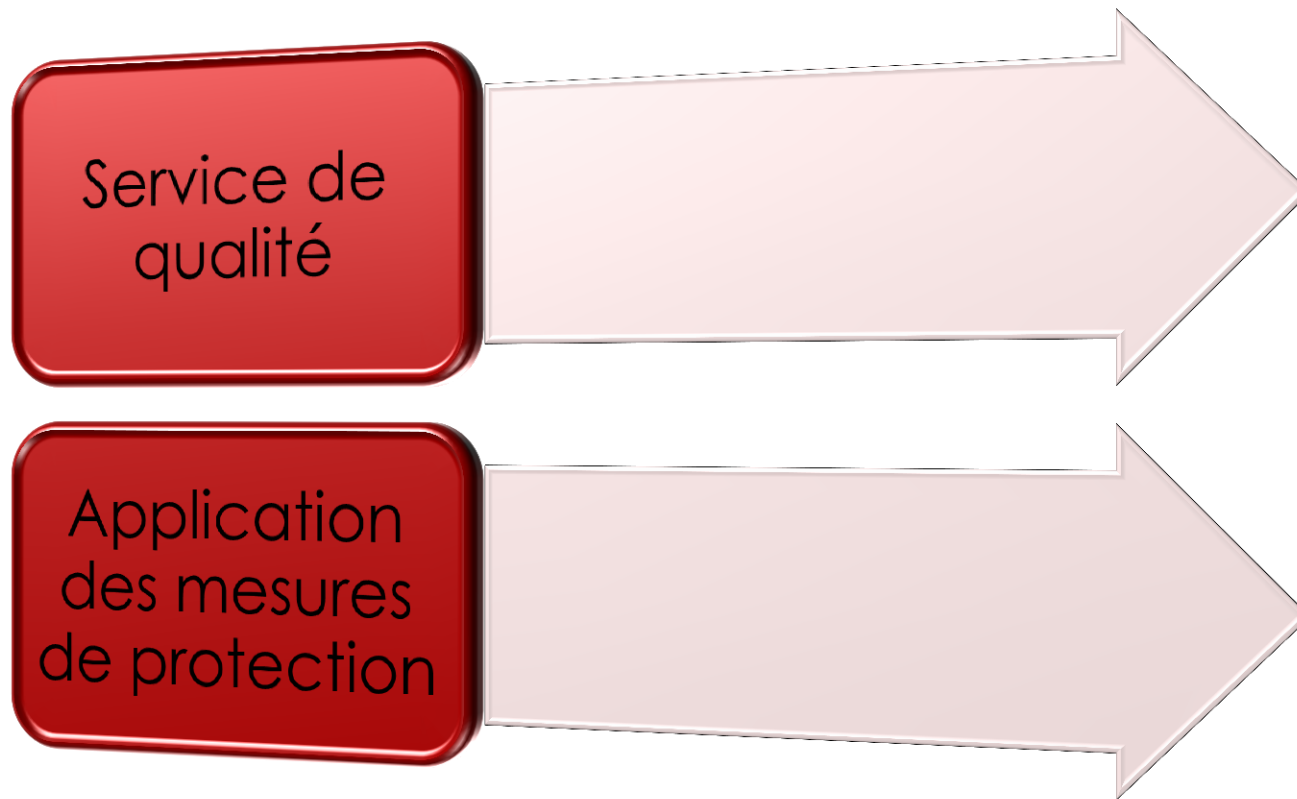 Service de
qualité
Application
des mesures
de protection